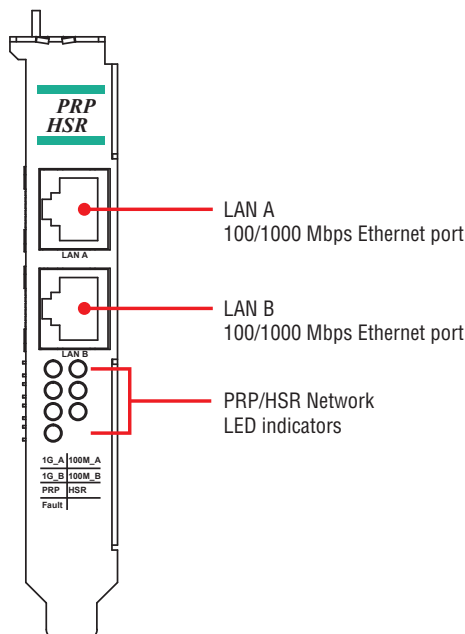 PRP
HSR
LAN A
LAN A
100/1000 Mbps Ethernet port
LAN B
LAN B
100/1000 Mbps Ethernet port
PRP/HSR Network
LED indicators
1G_A 100M_A
1G_B 100M_B
PRP HSR
Fault